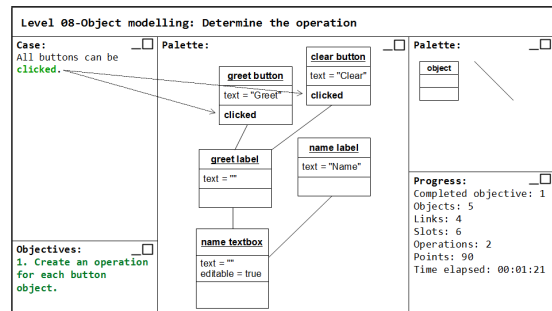 Level 08-Object modelling: Determine the operation
Case:
All buttons can be
clicked.
Objectives:
1. Create an operation
for each button
object.
Palette:
greet button
text = "Greet"
clicked
clear button
text = "Clear"
clicked
greet label
text = ""
name label
text = "Name"
name textbox
text = ""
editable = true
Palette:
object
Progress:
Completed objective: 1
Objects: 5
Links: 4
Slots: 6
Operations: 2
Points: 90
Time elapsed: 00:01:21